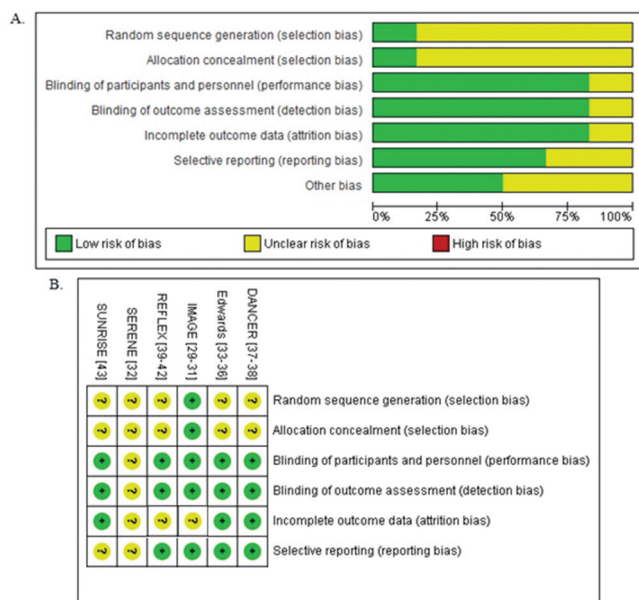 A.
Random sequence generation (selection bias)
Allocation concealment (selection bias)
Blinding of participants and personnel (performance bias)
Blinding of outcome assessment (detection bias)
Incomplete outcome data (attrition bias)
Selective reporting (reporting bias)
Other bias
0% 25% 50% 75% 100%
Low risk of bias Unclear risk of bias High risk of bias
B.
SUNRISE [43] SERENE [32] REFLEX [39-42] IMAGE [29-31] Edwards [33-36] DANCER [37-38]
? ? ? + ? ? Random sequence generation (selection bias)
? ? ? + ? ? Allocation concealment (selection bias)
+ ? + + + + Blinding of participants and personnel (performance bias)
+ ? + + + + Blinding of outcome assessment (detection bias)
+ ? ? ? + + Incomplete outcome data (attrition bias)
? ? + + + + Selective reporting (reporting bias)